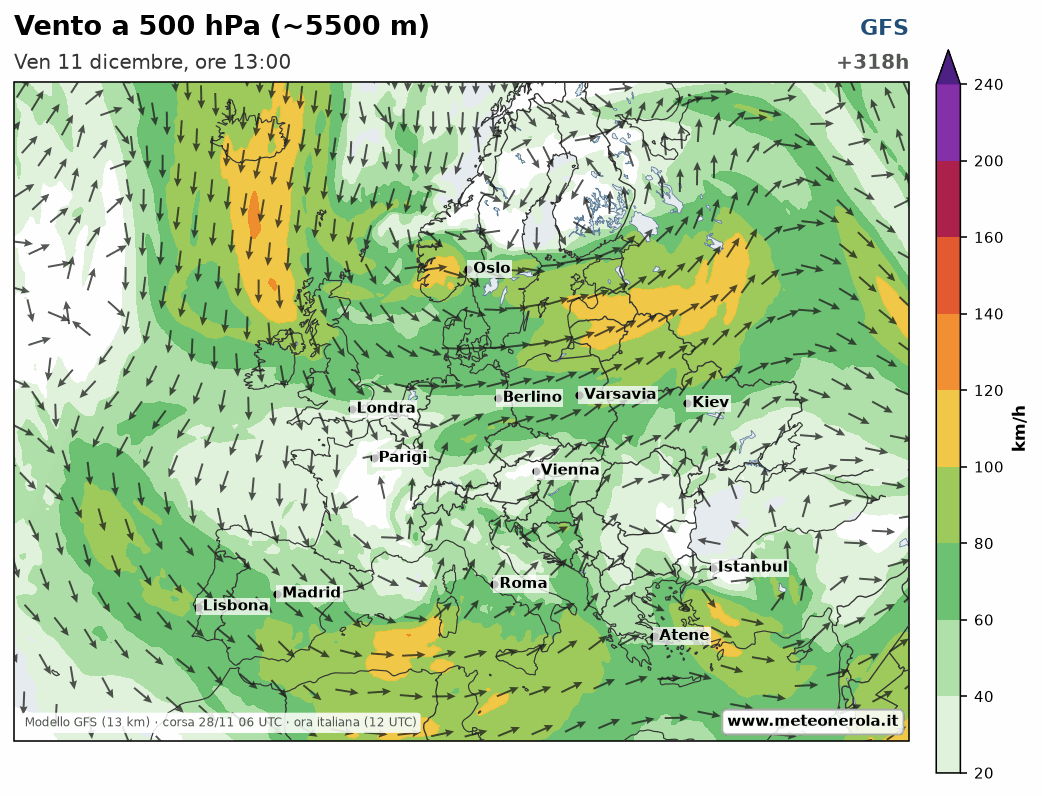 Vento a 500 hPa (~5500 m)
GFS
Ven 11 dicembre, ore 13:00
+318h
240
200
160
140
120
100
80
60
40
20
km/h
Oslo
Berlino
Varsavia
Kiev
Londra
Parigi
Vienna
Istanbul
Roma
Madrid
Lisbona
Atene
Modello GFS (13 km) · corsa 28/11 06 UTC · ora italiana (12 UTC)
www.meteonerola.it